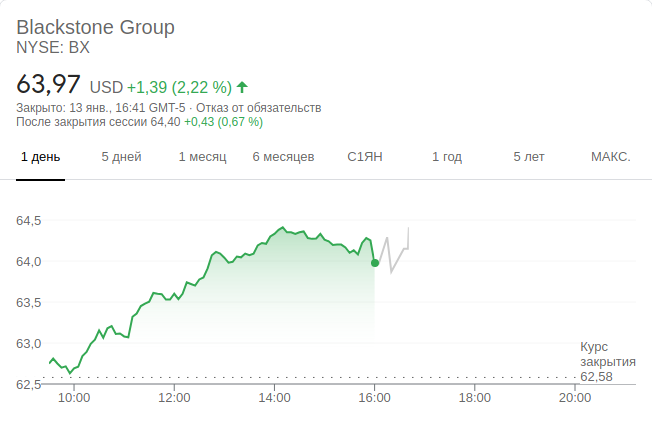 Blackstone Group
NYSE: BX
63,97 USD +1,39 (2,22 %)
Закрыто: 13 янв., 16:41 GMT-5 · Отказ от обязательств
После закрытия сессии 64,40 +0,43 (0,67 %)
1 день 5 дней 1 месяц 6 месяцев С1ЯН 1 год 5 лет МАКС.
64,5
64,0
63,5
63,0
Курс
закрытия
62,58
62,5
10:00 12:00 14:00 16:00 18:00 20:00